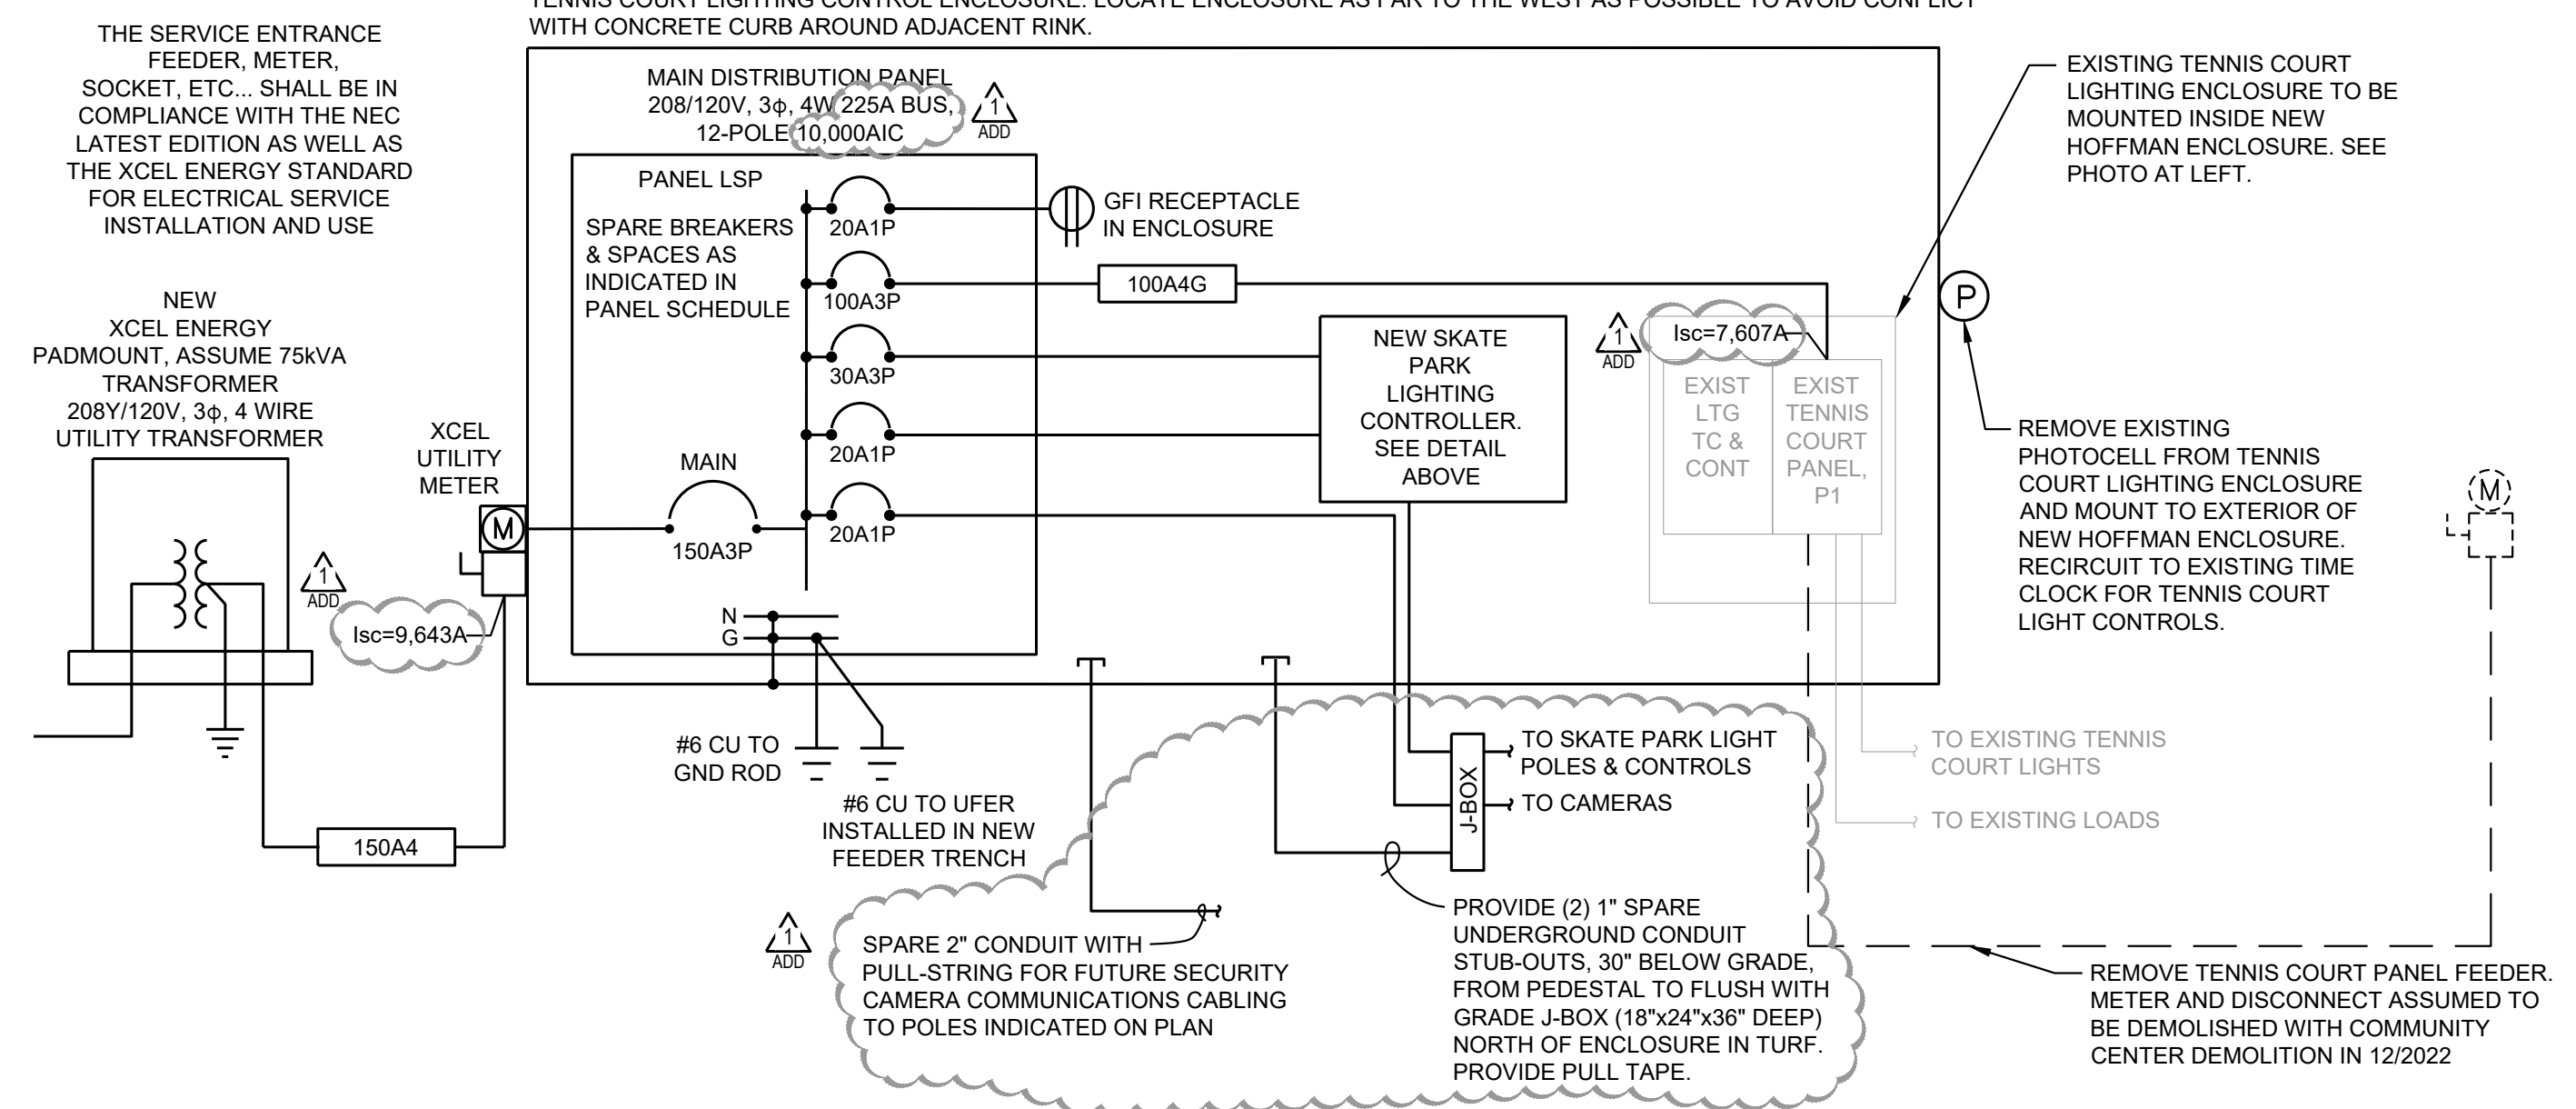 TENNIS COURT LIGHTING CONTROL ENCLOSURE. LOCATE ENCLOSURE AS FAR TO THE WEST AS POSSIBLE TO AVOID CONFLICT
WITH CONCRETE CURB AROUND ADJACENT RINK.
THE SERVICE ENTRANCE
FEEDER, METER,
SOCKET, ETC... SHALL BE IN
COMPLIANCE WITH THE NEC
LATEST EDITION AS WELL AS
THE XCEL ENERGY STANDARD
FOR ELECTRICAL SERVICE
INSTALLATION AND USE
NEW
XCEL ENERGY
PADMOUNT, ASSUME 75kVA
TRANSFORMER
208Y/120V, 3ϕ, 4 WIRE
UTILITY TRANSFORMER
XCEL
UTILITY
METER
M
1
ADD
Isc=9,643A
150A4
MAIN DISTRIBUTION PANEL
208/120V, 3ϕ, 4W 225A BUS,
12-POLE 10,000AIC
1
ADD
PANEL LSP
SPARE BREAKERS
& SPACES AS
INDICATED IN
PANEL SCHEDULE
20A1P
100A3P
30A3P
20A1P
20A1P
MAIN
150A3P
N
G
GFI RECEPTACLE
IN ENCLOSURE
100A4G
NEW SKATE
PARK
LIGHTING
CONTROLLER.
SEE DETAIL
ABOVE
1
ADD
Isc=7,607A
EXIST
LTG
TC &
CONT
EXIST
TENNIS
COURT
PANEL,
P1
EXISTING TENNIS COURT
LIGHTING ENCLOSURE TO BE
MOUNTED INSIDE NEW
HOFFMAN ENCLOSURE. SEE
PHOTO AT LEFT.
P
REMOVE EXISTING
PHOTOCELL FROM TENNIS
COURT LIGHTING ENCLOSURE
AND MOUNT TO EXTERIOR OF
NEW HOFFMAN ENCLOSURE.
RECIRCUIT TO EXISTING TIME
CLOCK FOR TENNIS COURT
LIGHT CONTROLS.
M
#6 CU TO
GND ROD
#6 CU TO UFER
INSTALLED IN NEW
FEEDER TRENCH
J-BOX
TO SKATE PARK LIGHT
POLES & CONTROLS
TO CAMERAS
TO EXISTING TENNIS
COURT LIGHTS
TO EXISTING LOADS
1
ADD
SPARE 2" CONDUIT WITH
PULL-STRING FOR FUTURE SECURITY
CAMERA COMMUNICATIONS CABLING
TO POLES INDICATED ON PLAN
PROVIDE (2) 1" SPARE
UNDERGROUND CONDUIT
STUB-OUTS, 30" BELOW GRADE,
FROM PEDESTAL TO FLUSH WITH
GRADE J-BOX (18"x24"x36" DEEP)
NORTH OF ENCLOSURE IN TURF.
PROVIDE PULL TAPE.
REMOVE TENNIS COURT PANEL FEEDER.
METER AND DISCONNECT ASSUMED TO
BE DEMOLISHED WITH COMMUNITY
CENTER DEMOLITION IN 12/2022